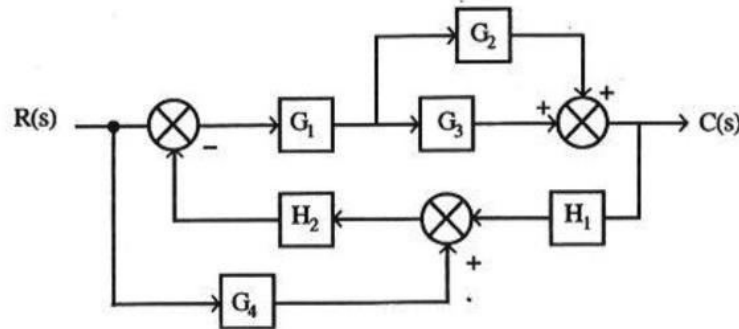 G₂
+
R(s)
G₁
+
G₃
C(s)
−
H₂
H₁
+
G₄